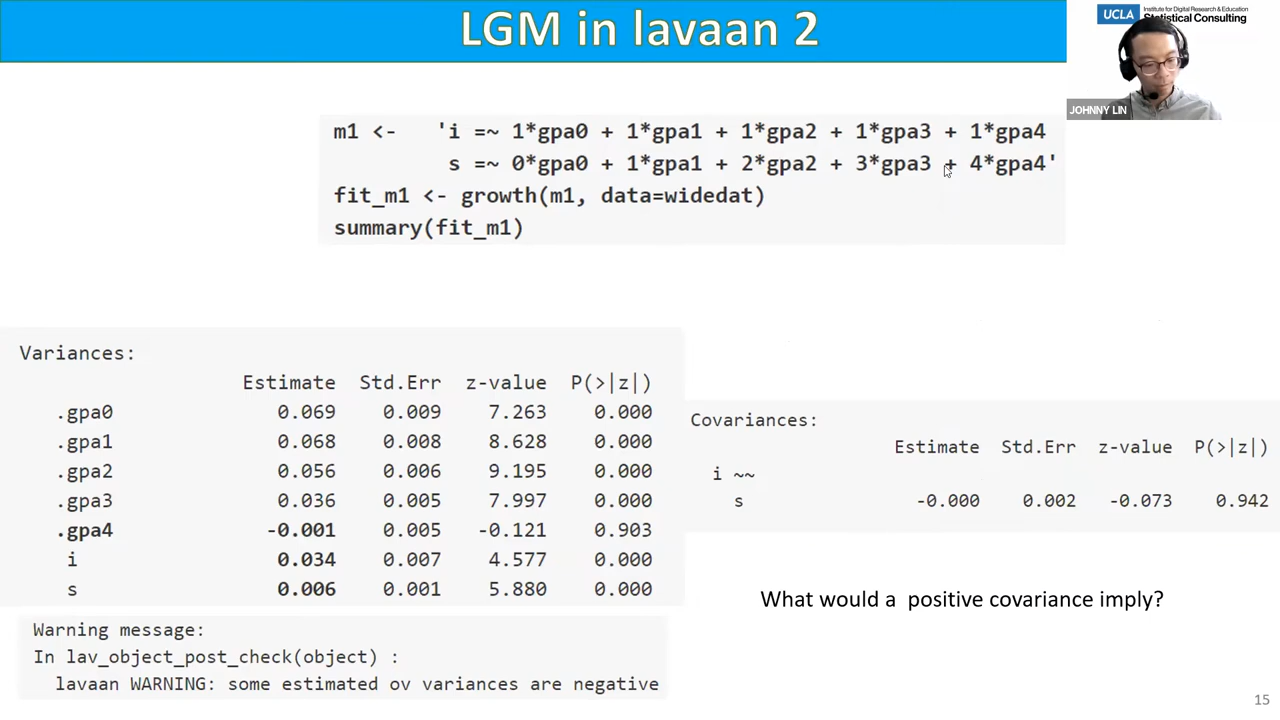 LGM in lavaan 2
UCLA Institute for Digital Research & Education
Statistical Consulting
JOHNNY LIN
m1 <- 'i =~ 1*gpa0 + 1*gpa1 + 1*gpa2 + 1*gpa3 + 1*gpa4
s =~ 0*gpa0 + 1*gpa1 + 2*gpa2 + 3*gpa3 + 4*gpa4'
fit_m1 <- growth(m1, data=widedat)
summary(fit_m1)
Variances:
Estimate Std.Err z-value P(>|z|)
.gpa0 0.069 0.009 7.263 0.000
.gpa1 0.068 0.008 8.628 0.000
.gpa2 0.056 0.006 9.195 0.000
.gpa3 0.036 0.005 7.997 0.000
.gpa4 -0.001 0.005 -0.121 0.903
i 0.034 0.007 4.577 0.000
s 0.006 0.001 5.880 0.000
Warning message:
In lav_object_post_check(object) :
lavaan WARNING: some estimated ov variances are negative
Covariances:
Estimate Std.Err z-value P(>|z|)
i ~~
s -0.000 0.002 -0.073 0.942
What would a positive covariance imply?
15